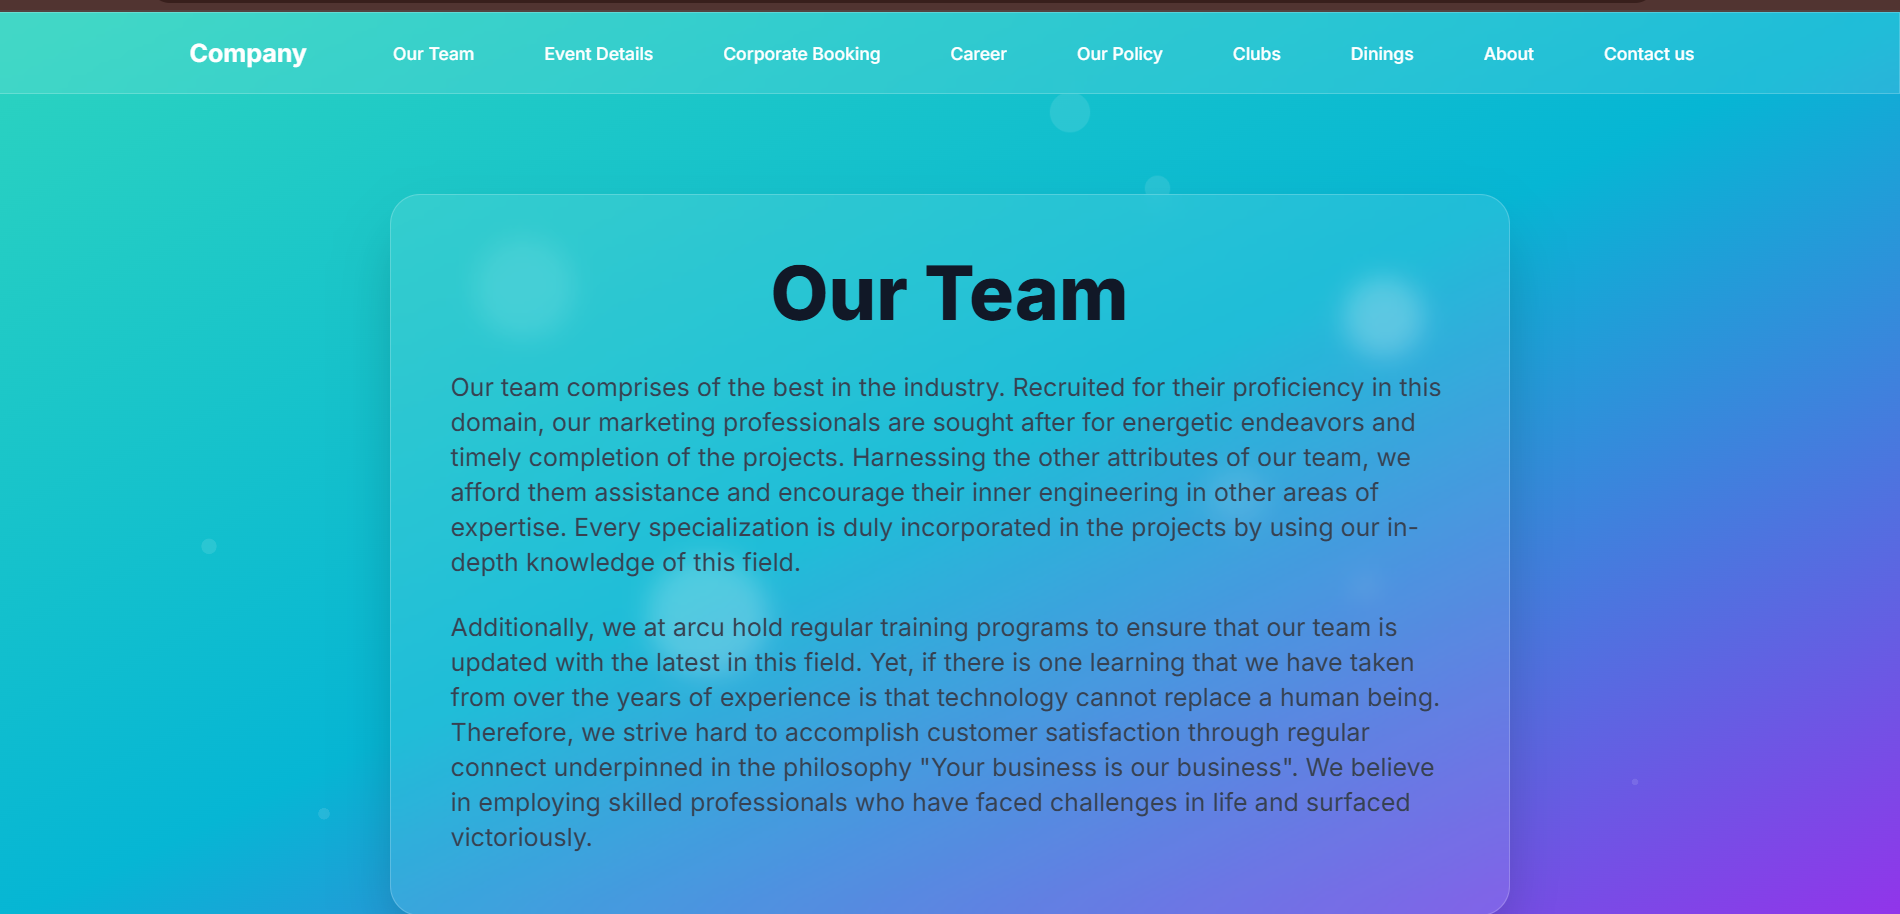 Company
Our Team
Event Details
Corporate Booking
Career
Our Policy
Clubs
Dinings
About
Contact us
Our Team
Our team comprises of the best in the industry. Recruited for their proficiency in this
domain, our marketing professionals are sought after for energetic endeavors and
timely completion of the projects. Harnessing the other attributes of our team, we
afford them assistance and encourage their inner engineering in other areas of
expertise. Every specialization is duly incorporated in the projects by using our in-
depth knowledge of this field.
Additionally, we at arcu hold regular training programs to ensure that our team is
updated with the latest in this field. Yet, if there is one learning that we have taken
from over the years of experience is that technology cannot replace a human being.
Therefore, we strive hard to accomplish customer satisfaction through regular
connect underpinned in the philosophy "Your business is our business". We believe
in employing skilled professionals who have faced challenges in life and surfaced
victoriously.